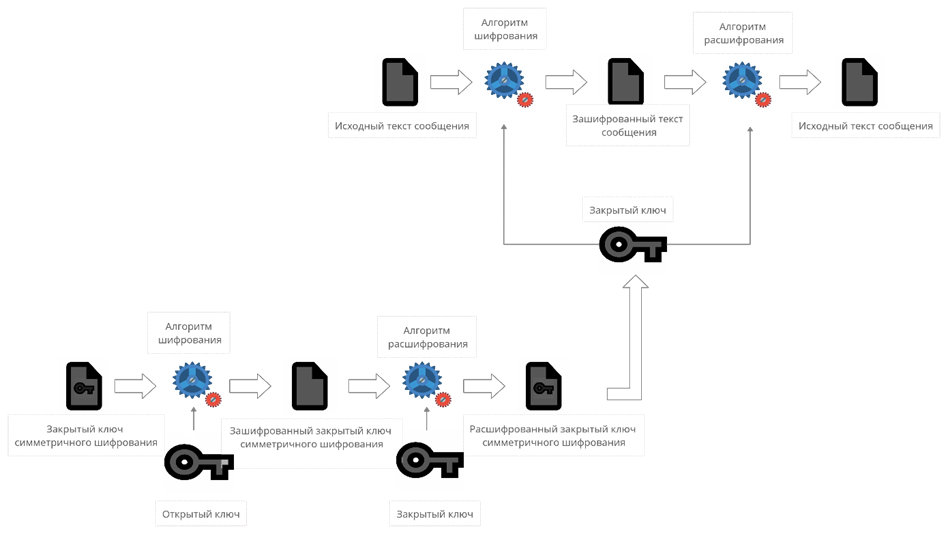 Алгоритм
шифрования
Алгоритм
расшифрования
Исходный текст сообщения
Зашифрованный текст
сообщения
Исходный текст сообщения
Закрытый ключ
Алгоритм
шифрования
Алгоритм
расшифрования
Закрытый ключ
симметричного шифрования
Зашифрованный закрытый ключ
симметричного шифрования
Расшифрованный закрытый ключ
симметричного шифрования
Открытый ключ
Закрытый ключ